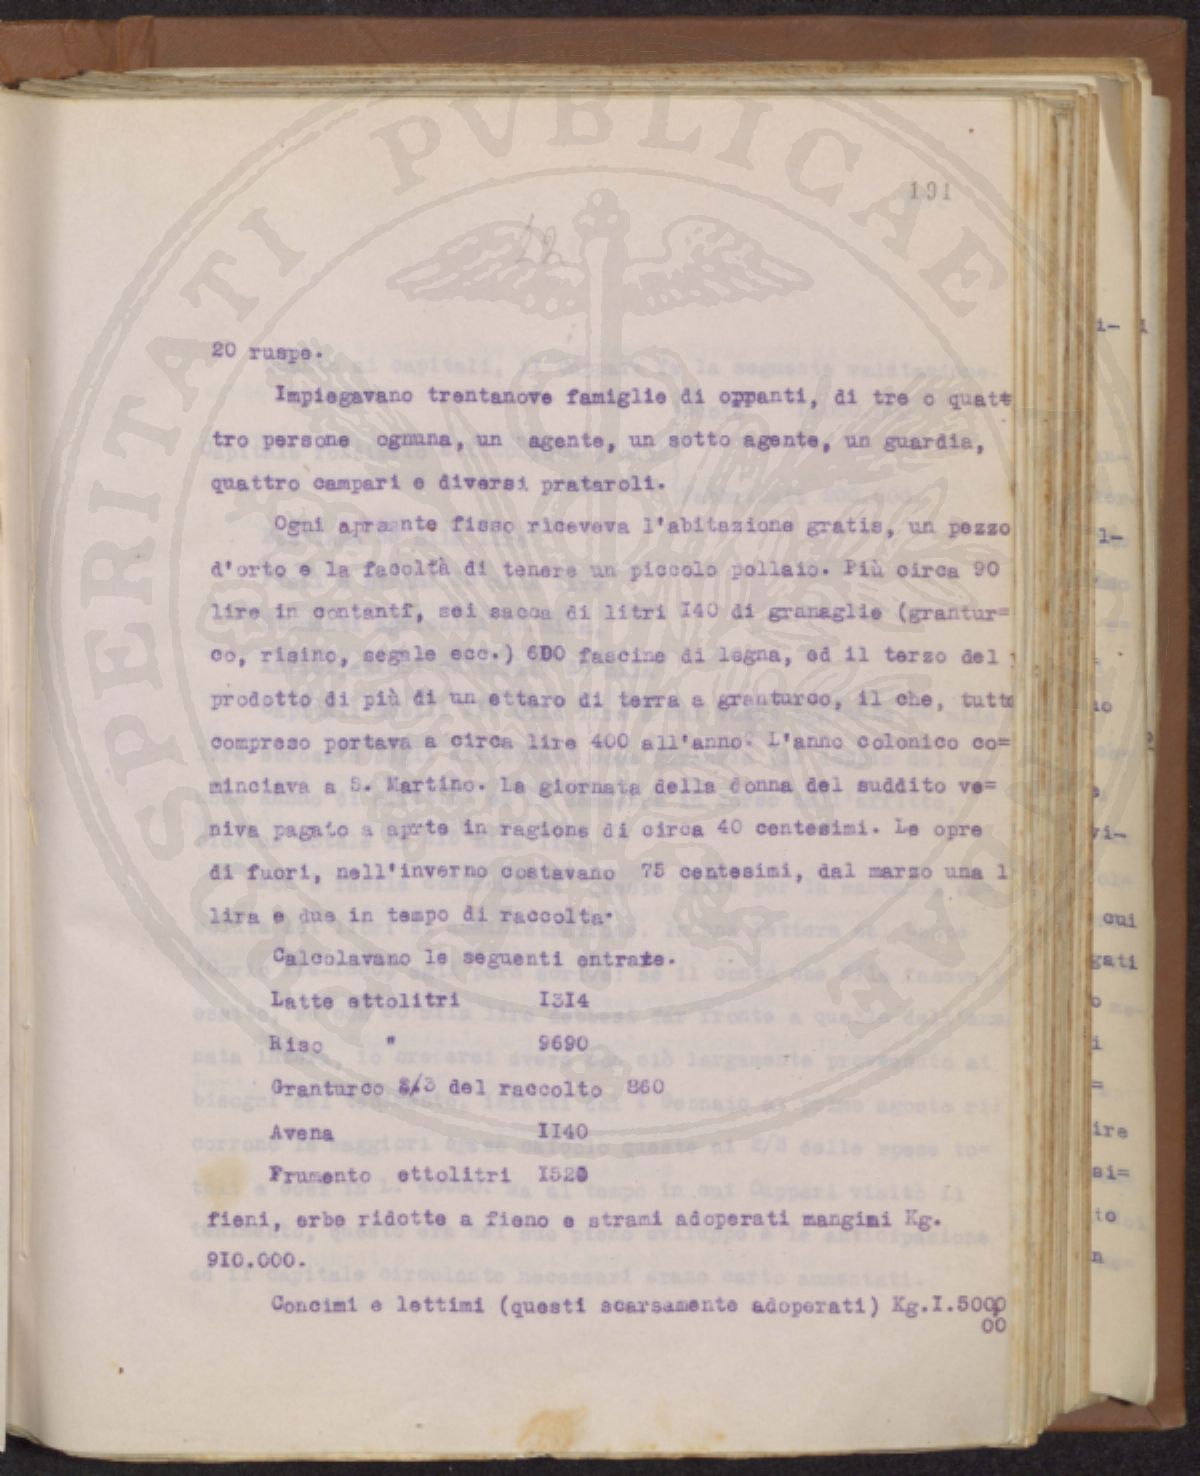 PROSPERITATI PVBLICAE
191
20 ruspe.
Impiegavano trentanove famiglie di oppanti, di tre o quatt
tro persone ognuna, un agente, un sotto agente, un guardia,
quattro campari e diversi prataroli.
Ogni apraante fisso riceveva l'abitazione gratis, un pezzo
d'orto e la facoltà di tenere un piccolo pollaio. Più circa 90
lire in contanti, sei sacca di litri I40 di granaglie (grantur=
co, risino, segale ecc.) 600 fascine di legna, ed il terzo del
prodotto di più di un ettaro di terra a granturco, il che, tutto
compreso portava a circa lire 400 all'anno. L'anno colonico co=
minciava a S. Martino. La giornata della donna del suddito ve=
niva pagato a aprte in ragione di circa 40 centesimi. Le opre
di fuori, nell'inverno costavano 75 centesimi, dal marzo una l
lira e due in tempo di raccolta.
Calcolavano le seguenti entrate.
Latte ettolitri I3I4
Riso " 9690
Granturco 2/3 del raccolto 860
Avena II40
Frumento ettolitri I520
fieni, erbe ridotte a fieno e strami adoperati mangimi Kg.
9I0.000.
Concimi e lettimi (questi scarsamente adoperati) Kg.I.5000
00